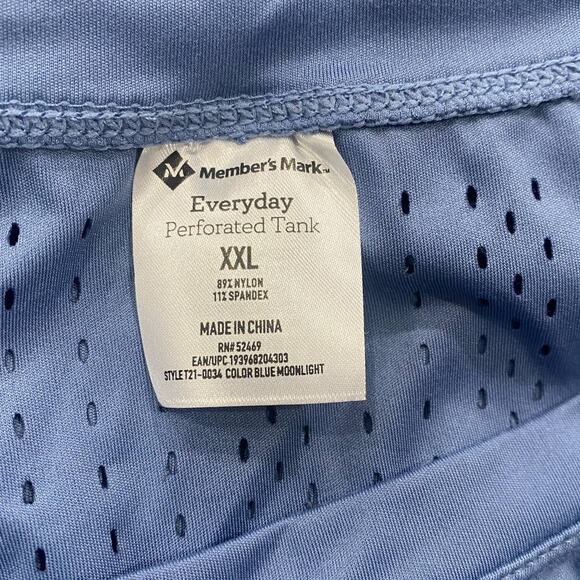 Member's Mark™
Everyday
Perforated Tank
XXL
89% NYLON
11% SPANDEX
MADE IN CHINA
RN# 52469
EAN/UPC 193968204303
STYLE T21-0034 COLOR BLUE MOONLIGHT